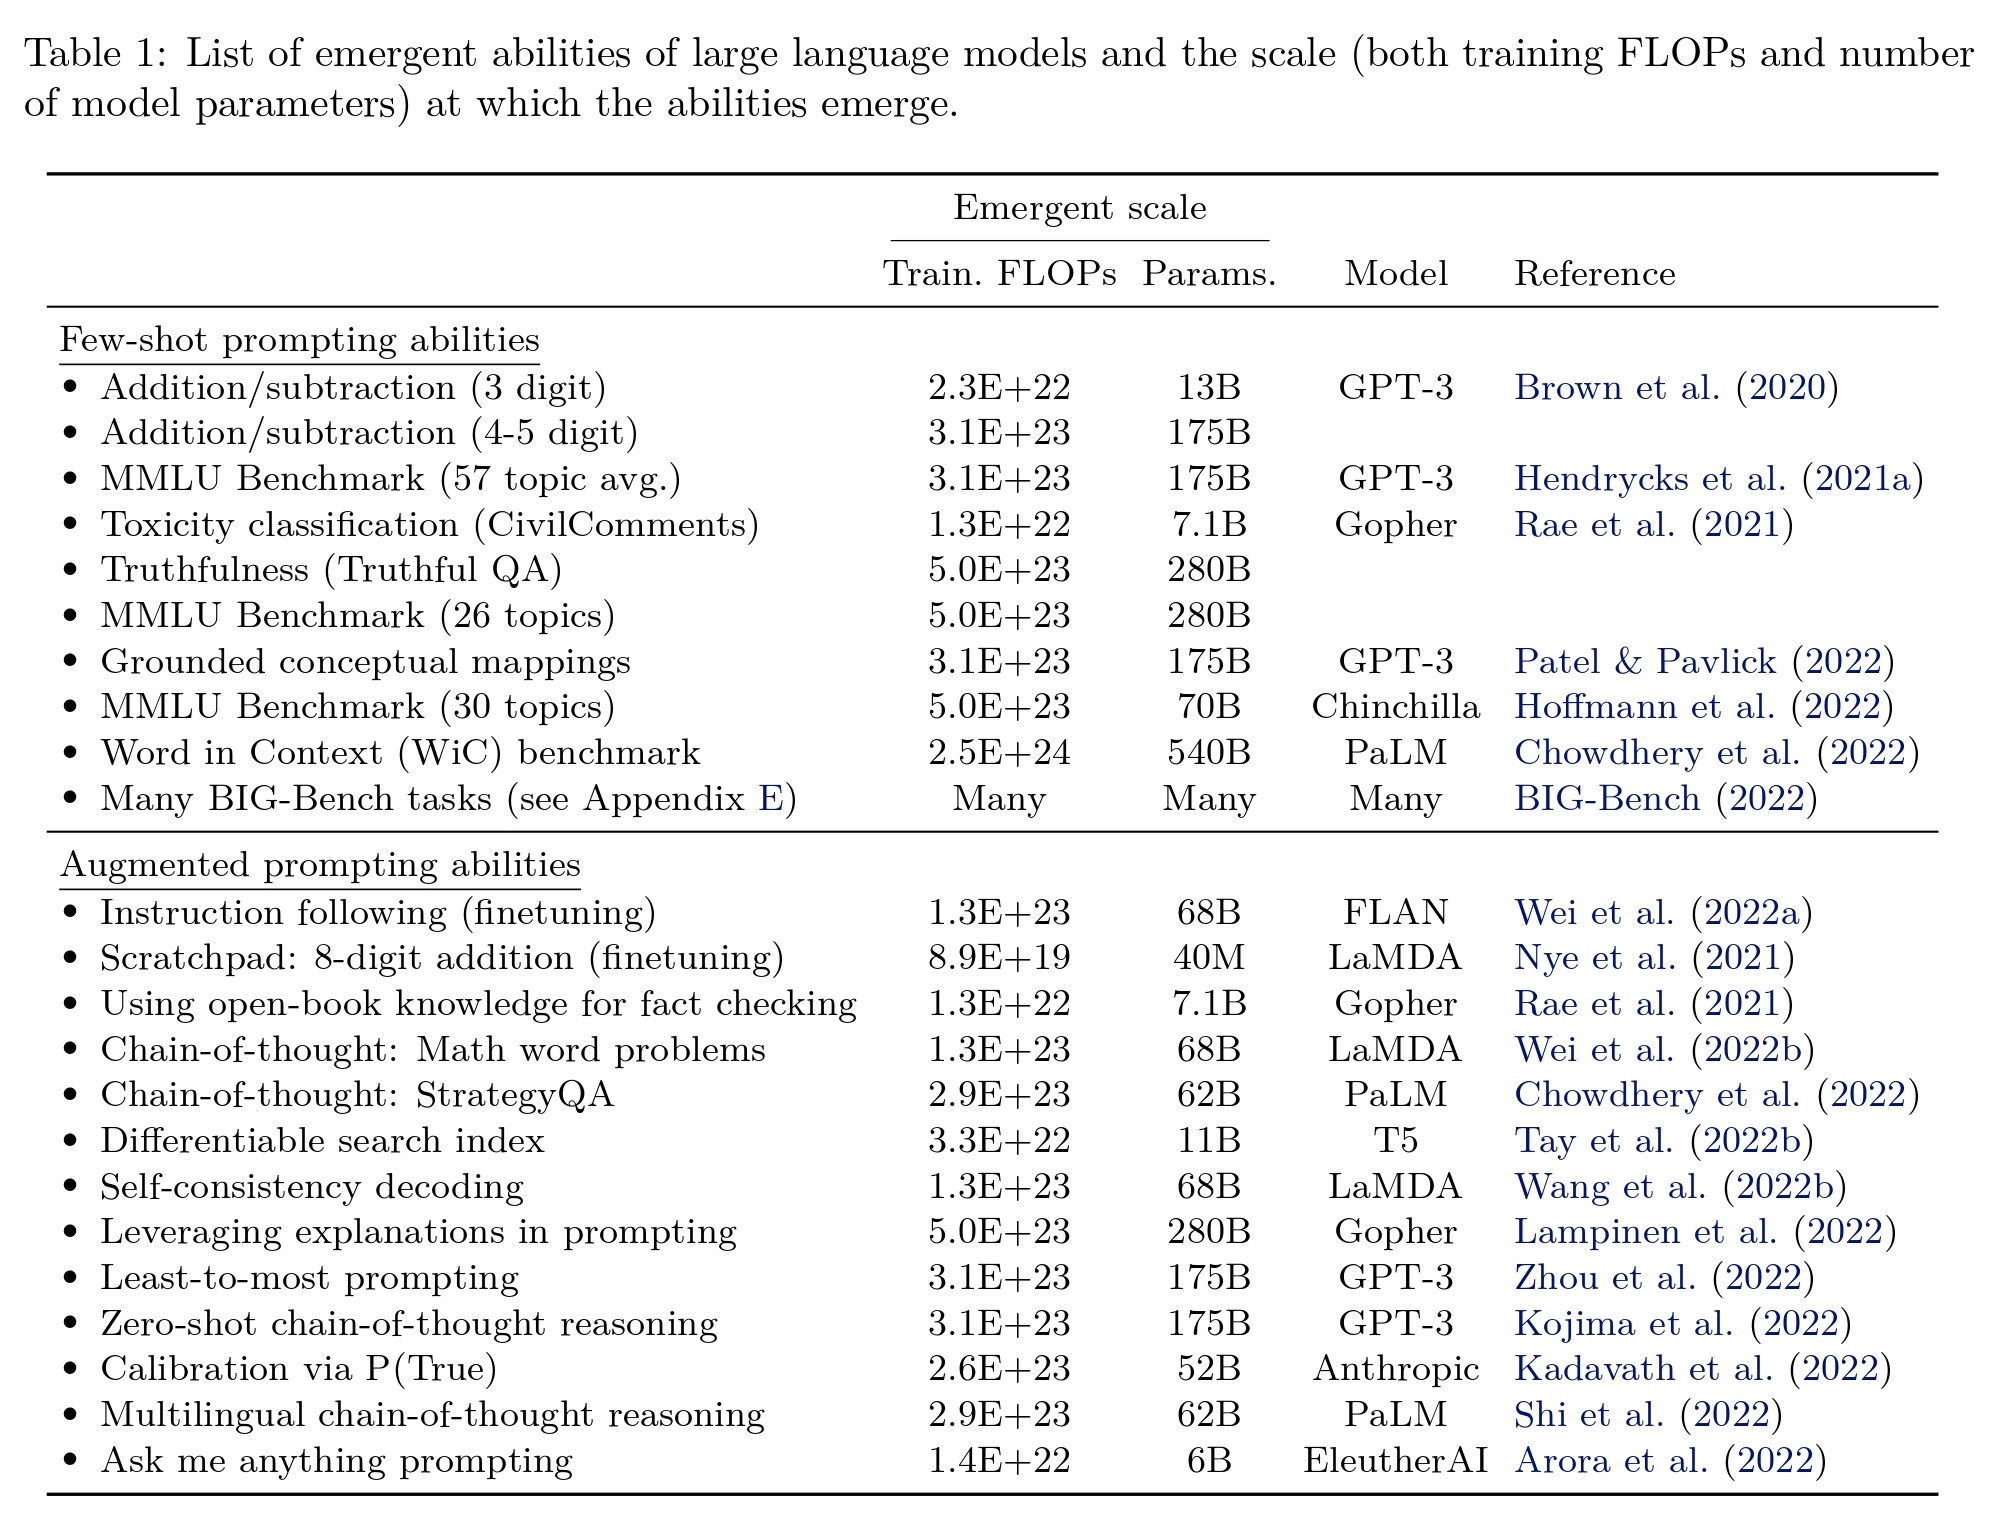 Table 1: List of emergent abilities of large language models and the scale (both training FLOPs and number
of model parameters) at which the abilities emerge.
Emergent scale
Train. FLOPs Params. Model Reference
Few-shot prompting abilities
• Addition/subtraction (3 digit) 2.3E+22 13B GPT-3 Brown et al. (2020)
• Addition/subtraction (4-5 digit) 3.1E+23 175B
• MMLU Benchmark (57 topic avg.) 3.1E+23 175B GPT-3 Hendrycks et al. (2021a)
• Toxicity classification (CivilComments) 1.3E+22 7.1B Gopher Rae et al. (2021)
• Truthfulness (Truthful QA) 5.0E+23 280B
• MMLU Benchmark (26 topics) 5.0E+23 280B
• Grounded conceptual mappings 3.1E+23 175B GPT-3 Patel & Pavlick (2022)
• MMLU Benchmark (30 topics) 5.0E+23 70B Chinchilla Hoffmann et al. (2022)
• Word in Context (WiC) benchmark 2.5E+24 540B PaLM Chowdhery et al. (2022)
• Many BIG-Bench tasks (see Appendix E) Many Many Many BIG-Bench (2022)
Augmented prompting abilities
• Instruction following (finetuning) 1.3E+23 68B FLAN Wei et al. (2022a)
• Scratchpad: 8-digit addition (finetuning) 8.9E+19 40M LaMDA Nye et al. (2021)
• Using open-book knowledge for fact checking 1.3E+22 7.1B Gopher Rae et al. (2021)
• Chain-of-thought: Math word problems 1.3E+23 68B LaMDA Wei et al. (2022b)
• Chain-of-thought: StrategyQA 2.9E+23 62B PaLM Chowdhery et al. (2022)
• Differentiable search index 3.3E+22 11B T5 Tay et al. (2022b)
• Self-consistency decoding 1.3E+23 68B LaMDA Wang et al. (2022b)
• Leveraging explanations in prompting 5.0E+23 280B Gopher Lampinen et al. (2022)
• Least-to-most prompting 3.1E+23 175B GPT-3 Zhou et al. (2022)
• Zero-shot chain-of-thought reasoning 3.1E+23 175B GPT-3 Kojima et al. (2022)
• Calibration via P(True) 2.6E+23 52B Anthropic Kadavath et al. (2022)
• Multilingual chain-of-thought reasoning 2.9E+23 62B PaLM Shi et al. (2022)
• Ask me anything prompting 1.4E+22 6B EleutherAI Arora et al. (2022)